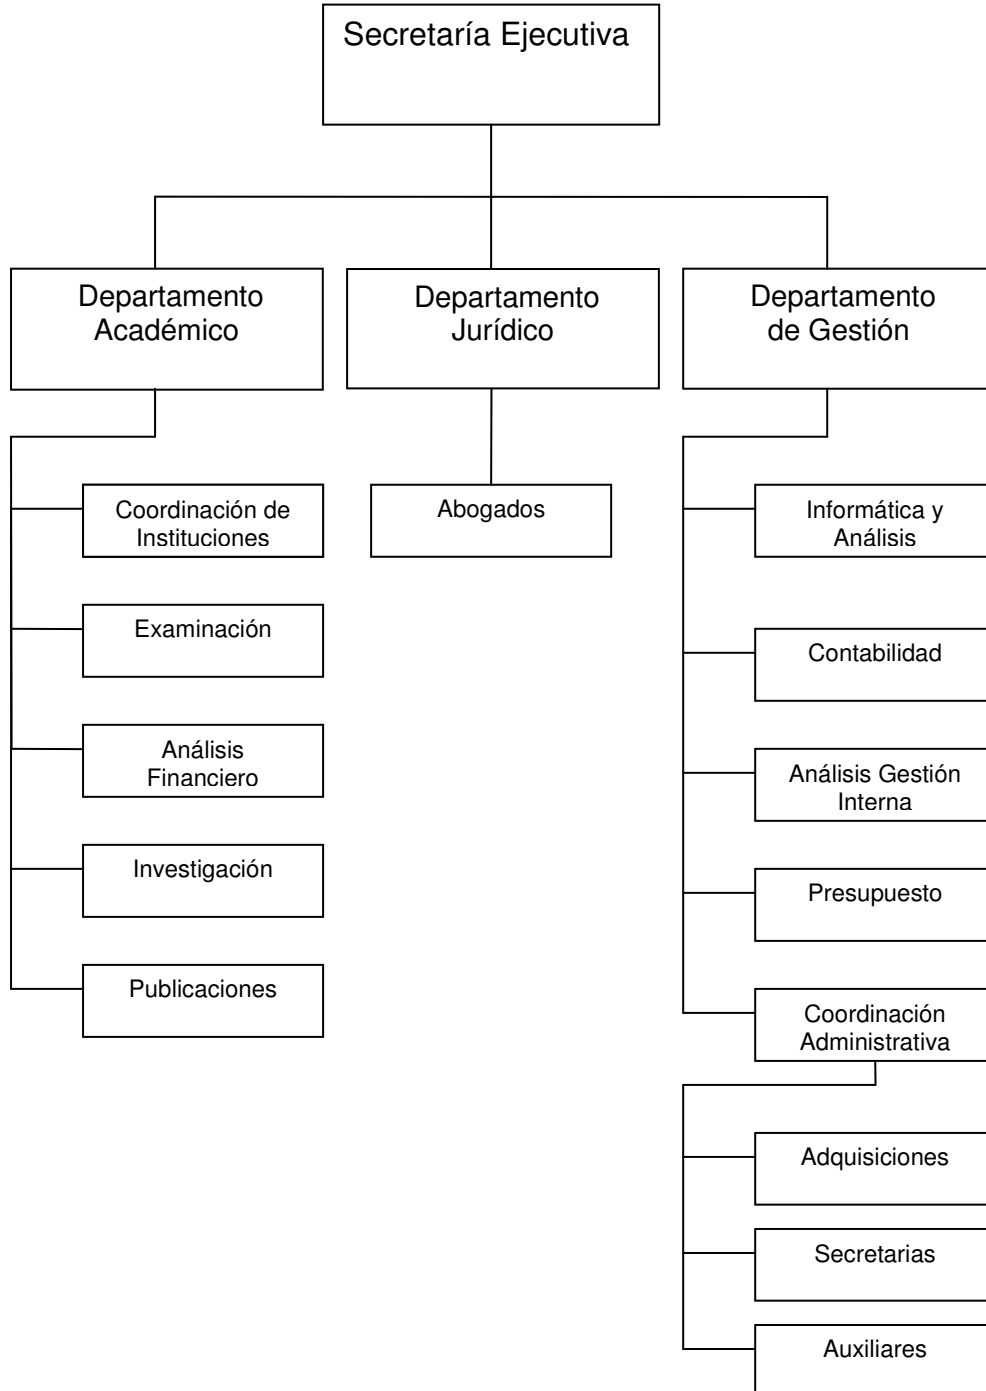 Secretaría Ejecutiva
Departamento
Académico
Departamento
Jurídico
Departamento
de Gestión
Coordinación de
Instituciones
Examinación
Análisis
Financiero
Investigación
Publicaciones
Abogados
Informática y
Análisis
Contabilidad
Análisis Gestión
Interna
Presupuesto
Coordinación
Administrativa
Adquisiciones
Secretarias
Auxiliares